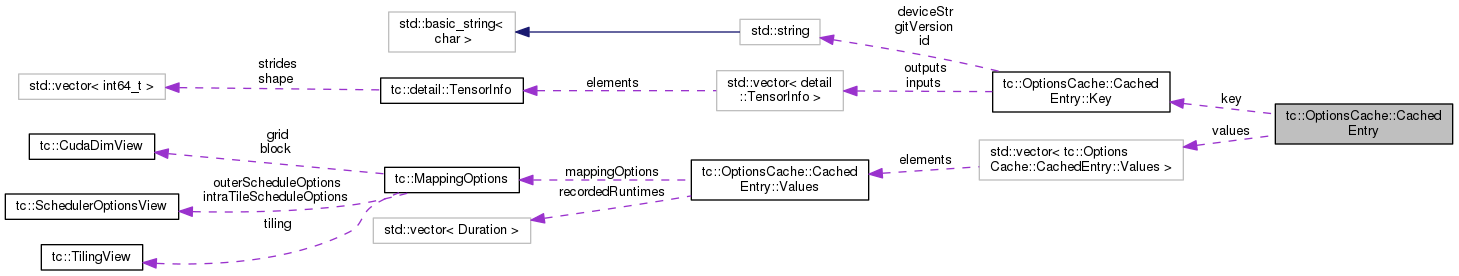 deviceStr
gitVersion
id
std::basic_string<
char >
std::string
strides
shape
outputs
inputs
std::vector< int64_t >
tc::detail::TensorInfo
elements
std::vector< detail
::TensorInfo >
tc::OptionsCache::Cached
Entry::Key
key
tc::OptionsCache::Cached
Entry
values
grid
block
tc::CudaDimView
tc::MappingOptions
mappingOptions
tc::OptionsCache::Cached
Entry::Values
elements
std::vector< tc::Options
Cache::CachedEntry::Values >
outerScheduleOptions
intraTileScheduleOptions
recordedRuntimes
tc::SchedulerOptionsView
tiling
std::vector< Duration >
tc::TilingView